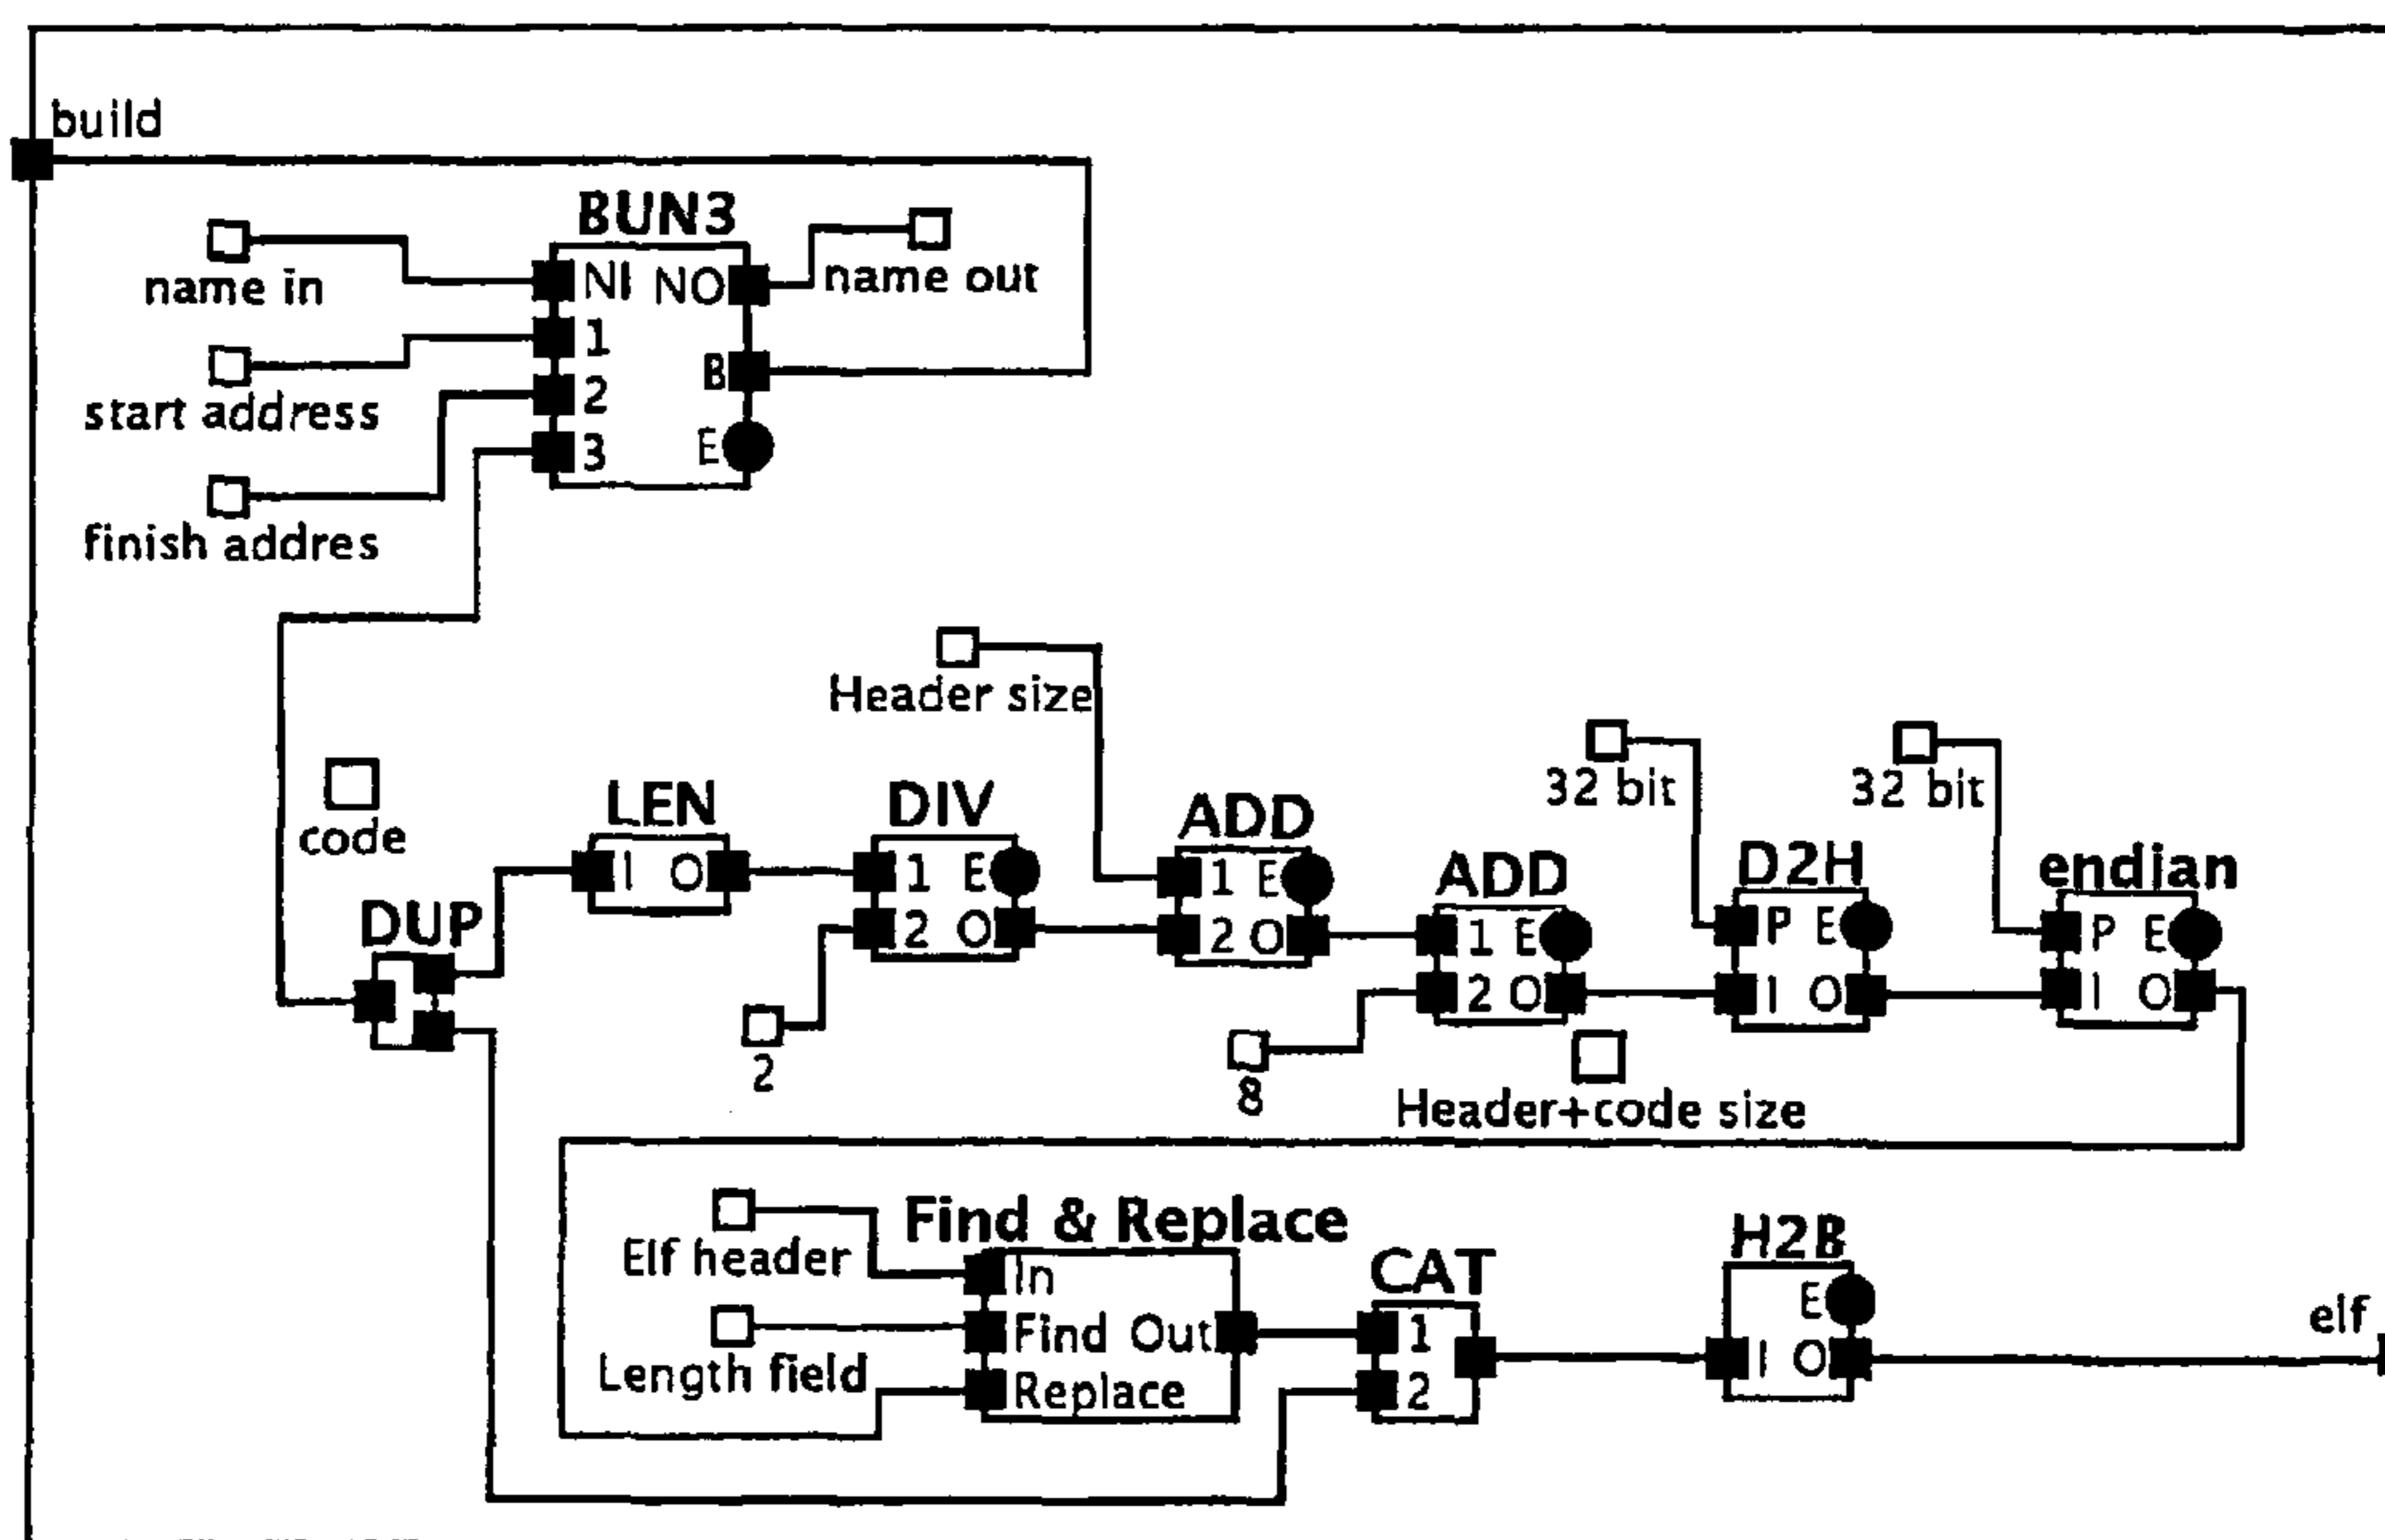 build
BUN3
NI NO
name in
name out
1
start address
B
2
finish addres
3 E
Header size
code
LEN
I O
DIV
1 E
2 O
2
ADD
1 E
2 O
ADD
1 E
2 O
8
32 bit
D2H
P E
I O
32 bit
endian
P E
I O
DUP
Header+code size
Elf header
Find & Replace
In
Find Out
Replace
Length field
CAT
1
2
H2B
E
I O
elf